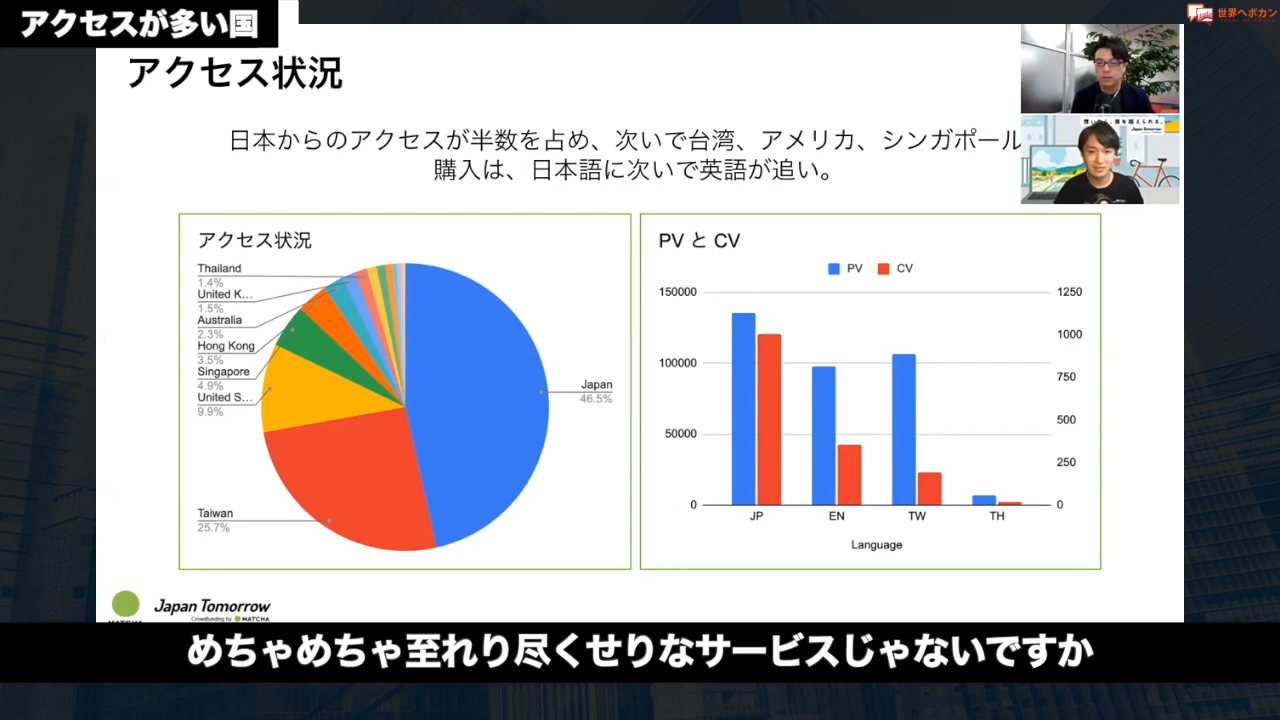 アクセスが多い国
世界へボカン
アクセス状況
日本からのアクセスが半数を占め、次いで台湾、アメリカ、シンガポール
購入は、日本語に次いで英語が追い。
Japan Tomorrow
アクセス状況
Thailand
1.4%
United K...
1.5%
Australia
2.3%
Hong Kong
3.5%
Singapore
4.9%
United S...
9.9%
Taiwan
25.7%
Japan
46.5%
PV と CV
PV
CV
150000
100000
50000
0
1250
1000
750
500
250
0
JP
EN
TW
TH
Language
MATCHA
Japan Tomorrow
Crowdfunding by MATCHA
めちゃめちゃ至れり尽くせりなサービスじゃないですか